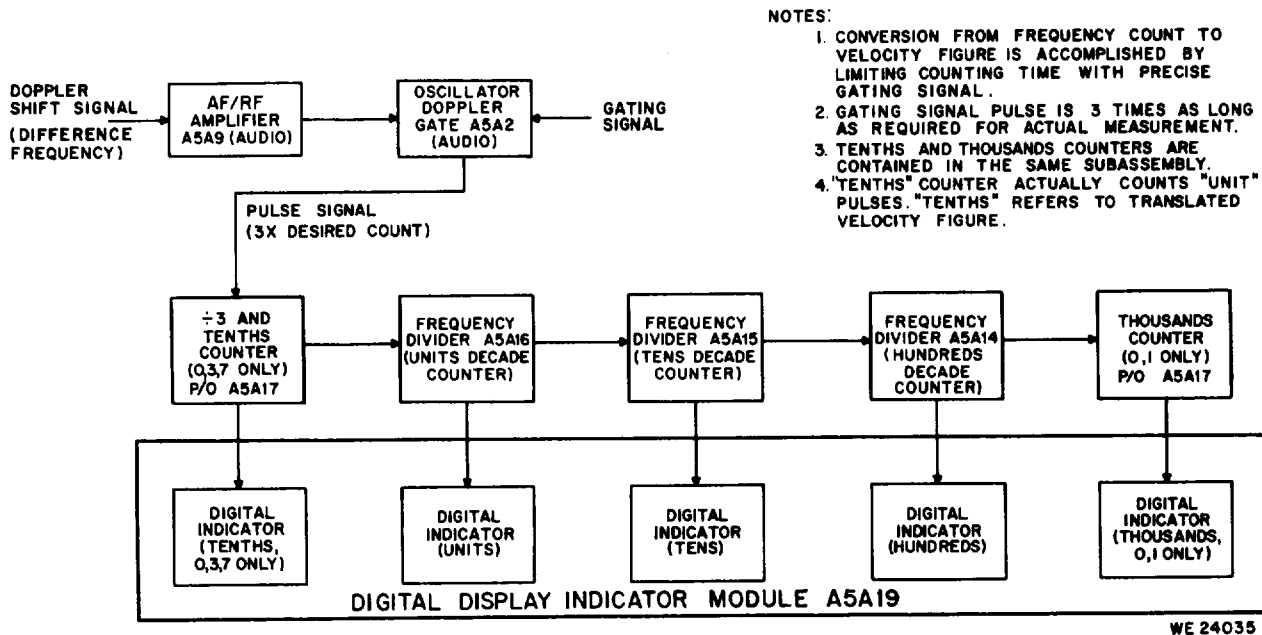 NOTES:
1. CONVERSION FROM FREQUENCY COUNT TO
VELOCITY FIGURE IS ACCOMPLISHED BY
LIMITING COUNTING TIME WITH PRECISE
GATING SIGNAL.
2. GATING SIGNAL PULSE IS 3 TIMES AS LONG
AS REQUIRED FOR ACTUAL MEASUREMENT.
3. TENTHS AND THOUSANDS COUNTERS ARE
CONTAINED IN THE SAME SUBASSEMBLY.
4. "TENTHS" COUNTER ACTUALLY COUNTS "UNIT"
PULSES. "TENTHS" REFERS TO TRANSLATED
VELOCITY FIGURE.
DOPPLER
SHIFT SIGNAL
(DIFFERENCE
FREQUENCY)
AF/RF
AMPLIFIER
A5A9 (AUDIO)
OSCILLATOR
DOPPLER
GATE A5A2
(AUDIO)
GATING
SIGNAL
PULSE SIGNAL
(3X DESIRED COUNT)
÷3 AND
TENTHS
COUNTER
(0,3,7 ONLY)
P/O A5A17
FREQUENCY
DIVIDER A5A16
(UNITS DECADE
COUNTER)
FREQUENCY
DIVIDER A5A15
(TENS DECADE
COUNTER)
FREQUENCY
DIVIDER A5A14
(HUNDREDS
DECADE
COUNTER)
THOUSANDS
COUNTER
(0,1 ONLY)
P/O A5A17
DIGITAL
INDICATOR
(TENTHS,
0,3,7 ONLY)
DIGITAL
INDICATOR
(UNITS)
DIGITAL
INDICATOR
(TENS)
DIGITAL
INDICATOR
(HUNDREDS)
DIGITAL
INDICATOR
(THOUSANDS,
0,1 ONLY)
DIGITAL DISPLAY INDICATOR MODULE A5A19
WE 24035